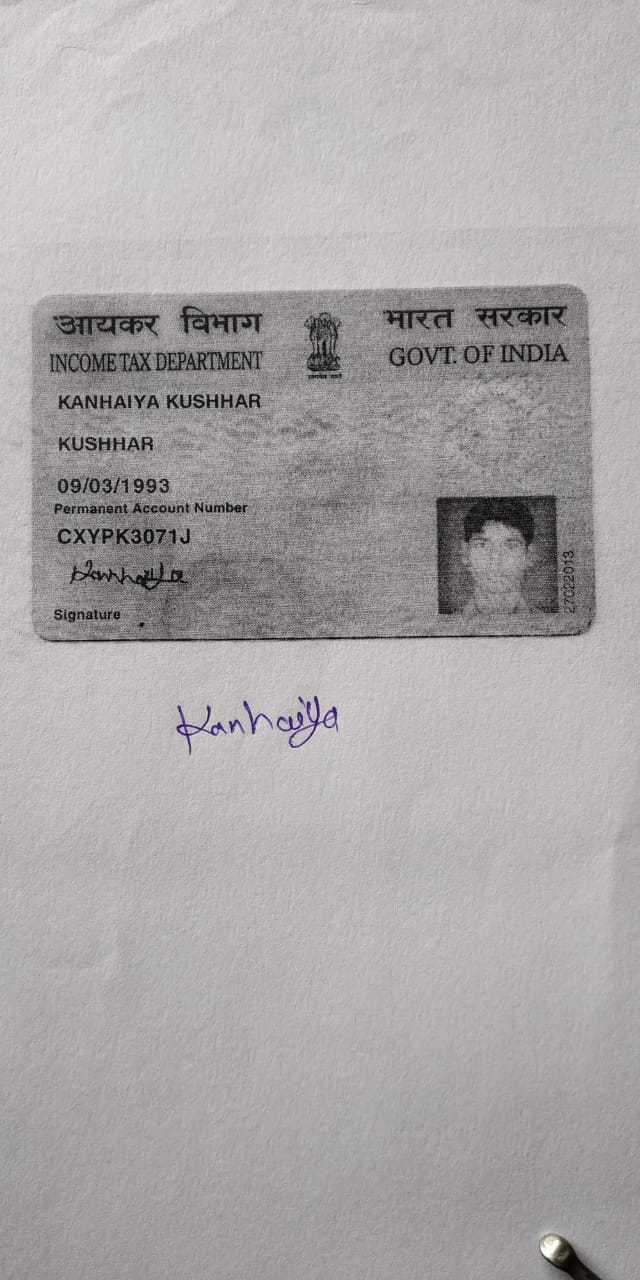 आयकर विभाग
भारत सरकार
INCOME TAX DEPARTMENT
GOVT. OF INDIA
KANHAIYA KUSHHAR
KUSHHAR
09/03/1993
Permanent Account Number
CXYPK3071J
Kanhaiya
Signature
27022013
Kanhaiya